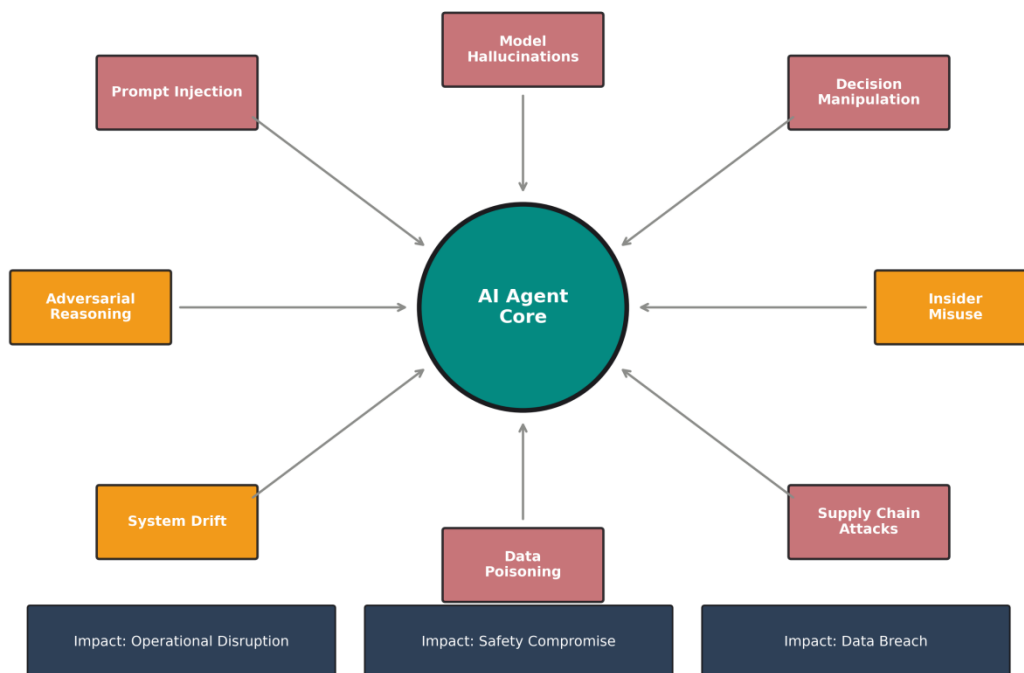 Model
Hallucinations
Prompt Injection
Decision
Manipulation
Adversarial
Reasoning
AI Agent
Core
Insider
Misuse
System Drift
Supply Chain
Attacks
Data
Poisoning
Impact: Operational Disruption
Impact: Safety Compromise
Impact: Data Breach